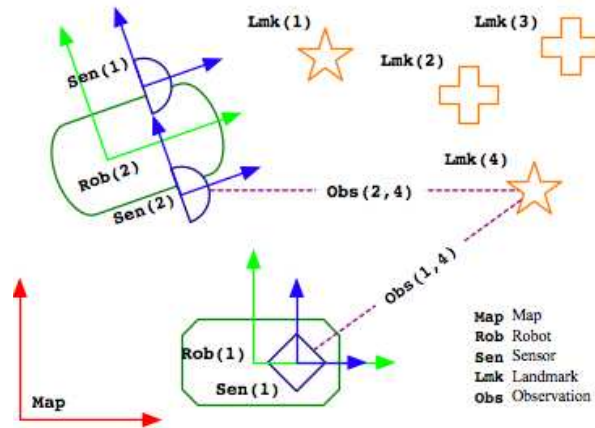 Lmk(1)
Lmk(3)
Lmk(2)
Sen(1)
Rob(2)
Lmk(4)
Sen(2)
Obs(2,4)
Obs(1,4)
Rob(1)
Sen(1)
Map
Map Map
Rob Robot
Sen Sensor
Lmk Landmark
Obs Observation